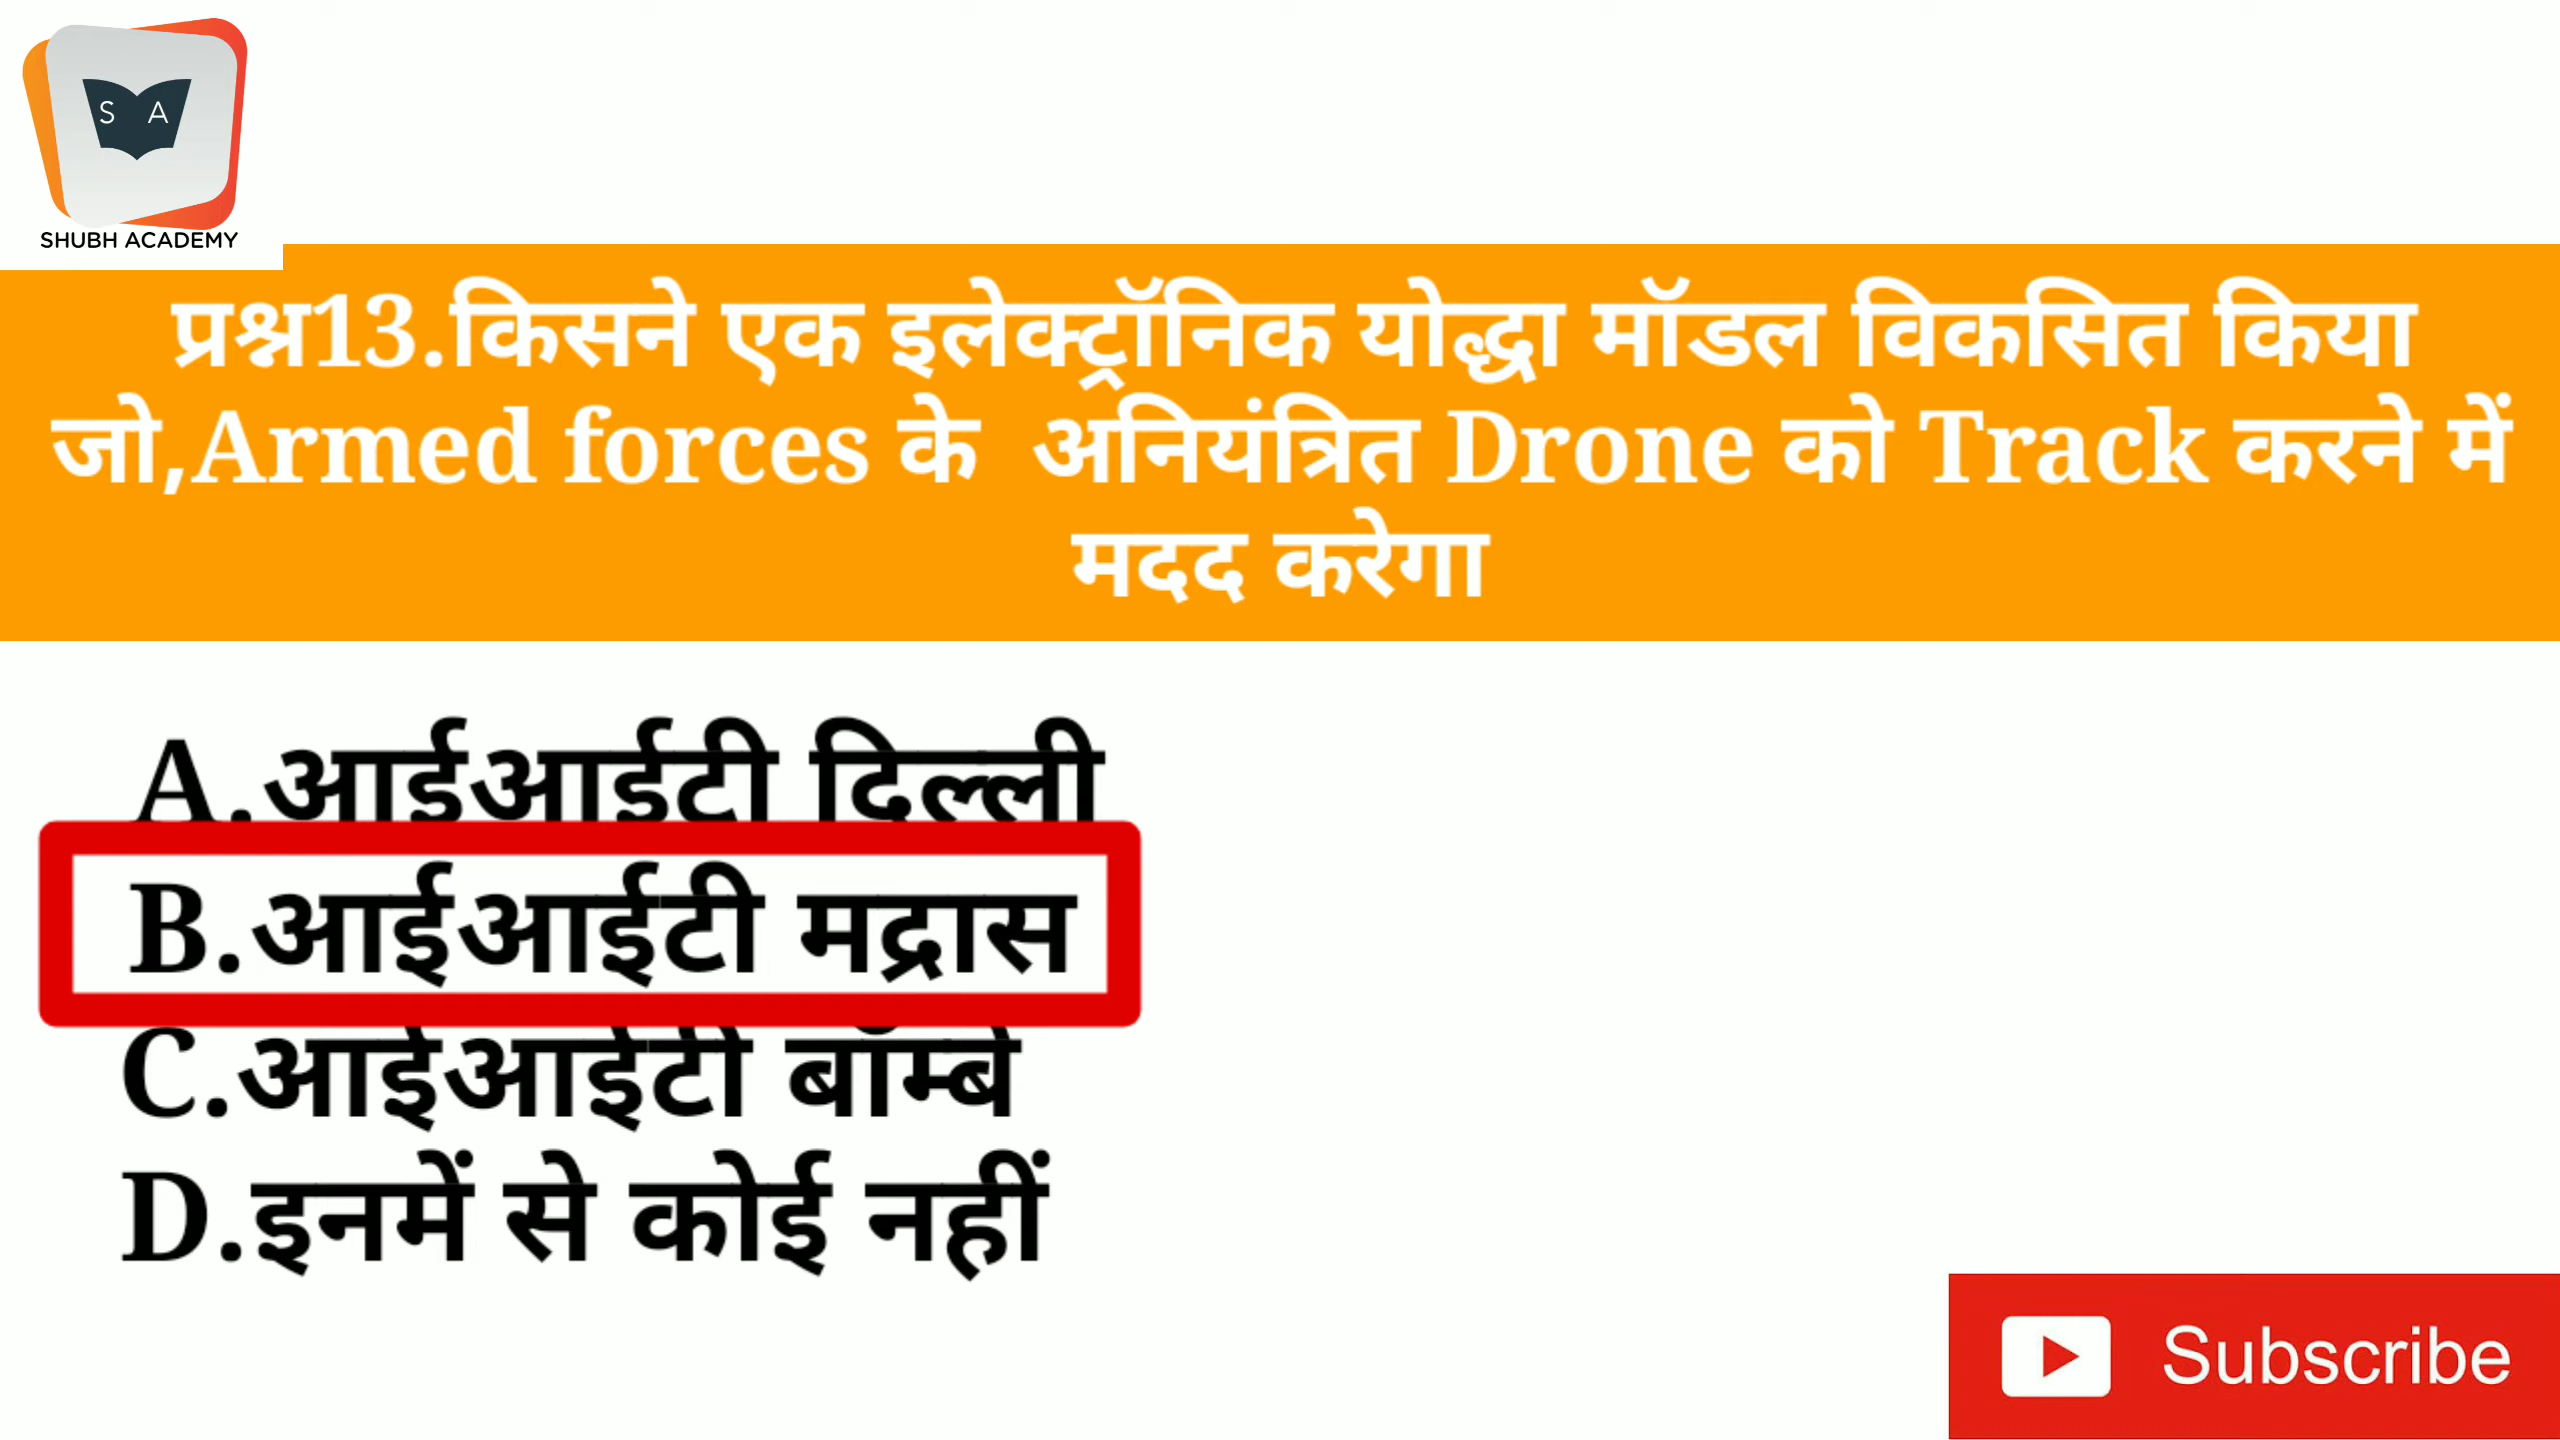 S A
SHUBH ACADEMY
प्रश्न13.किसने एक इलेक्ट्रॉनिक योद्धा मॉडल विकसित किया
जो,Armed forces के अनियंत्रित Drone को Track करने में
मदद करेगा
A.आईआईटी दिल्ली
B.आईआईटी मद्रास
C.आईआईटी बॉम्बे
D.इनमें से कोई नहीं
Subscribe